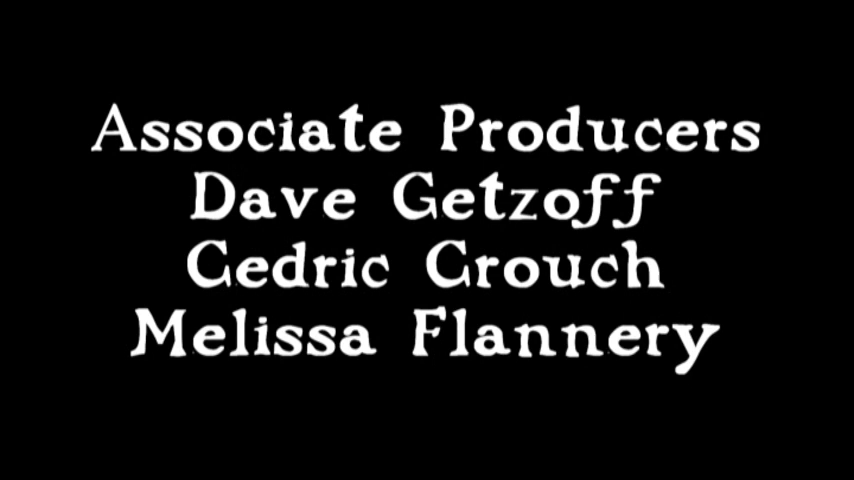 Associate Producers
Dave Getzoff
Cedric Crouch
Melissa Flannery